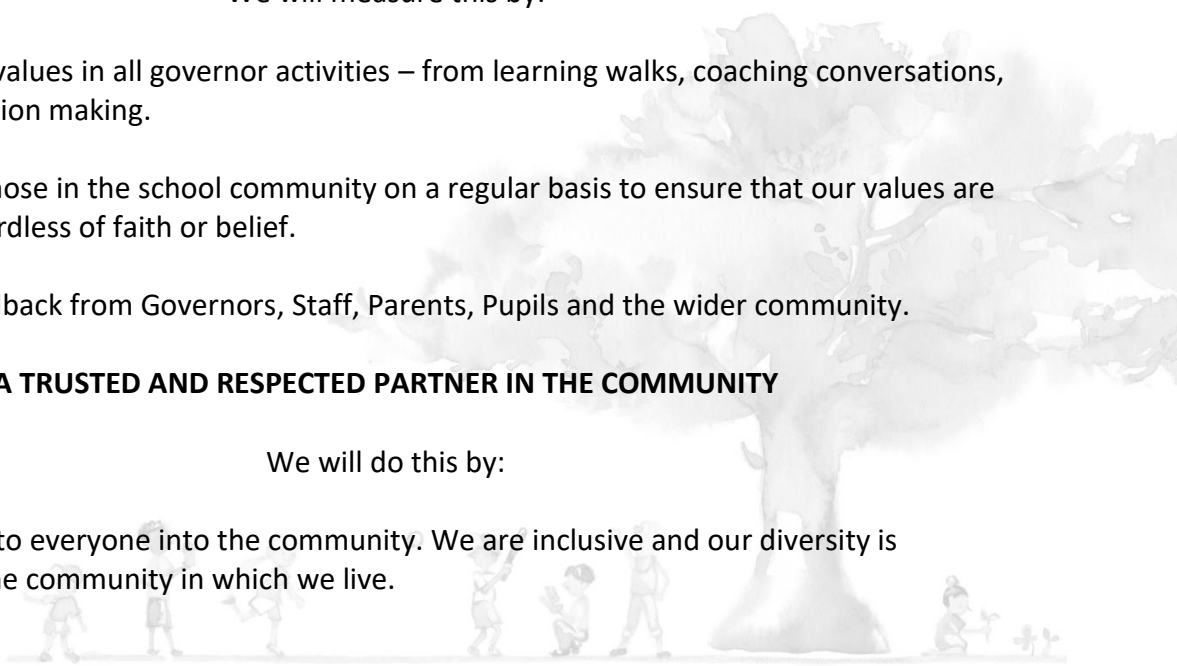 We will measure this by:
values in all governor activities – from learning walks, coaching conversations,
ion making.
hose in the school community on a regular basis to ensure that our values are
rdless of faith or belief.
back from Governors, Staff, Parents, Pupils and the wider community.
A TRUSTED AND RESPECTED PARTNER IN THE COMMUNITY
We will do this by:
to everyone into the community. We are inclusive and our diversity is
e community in which we live.